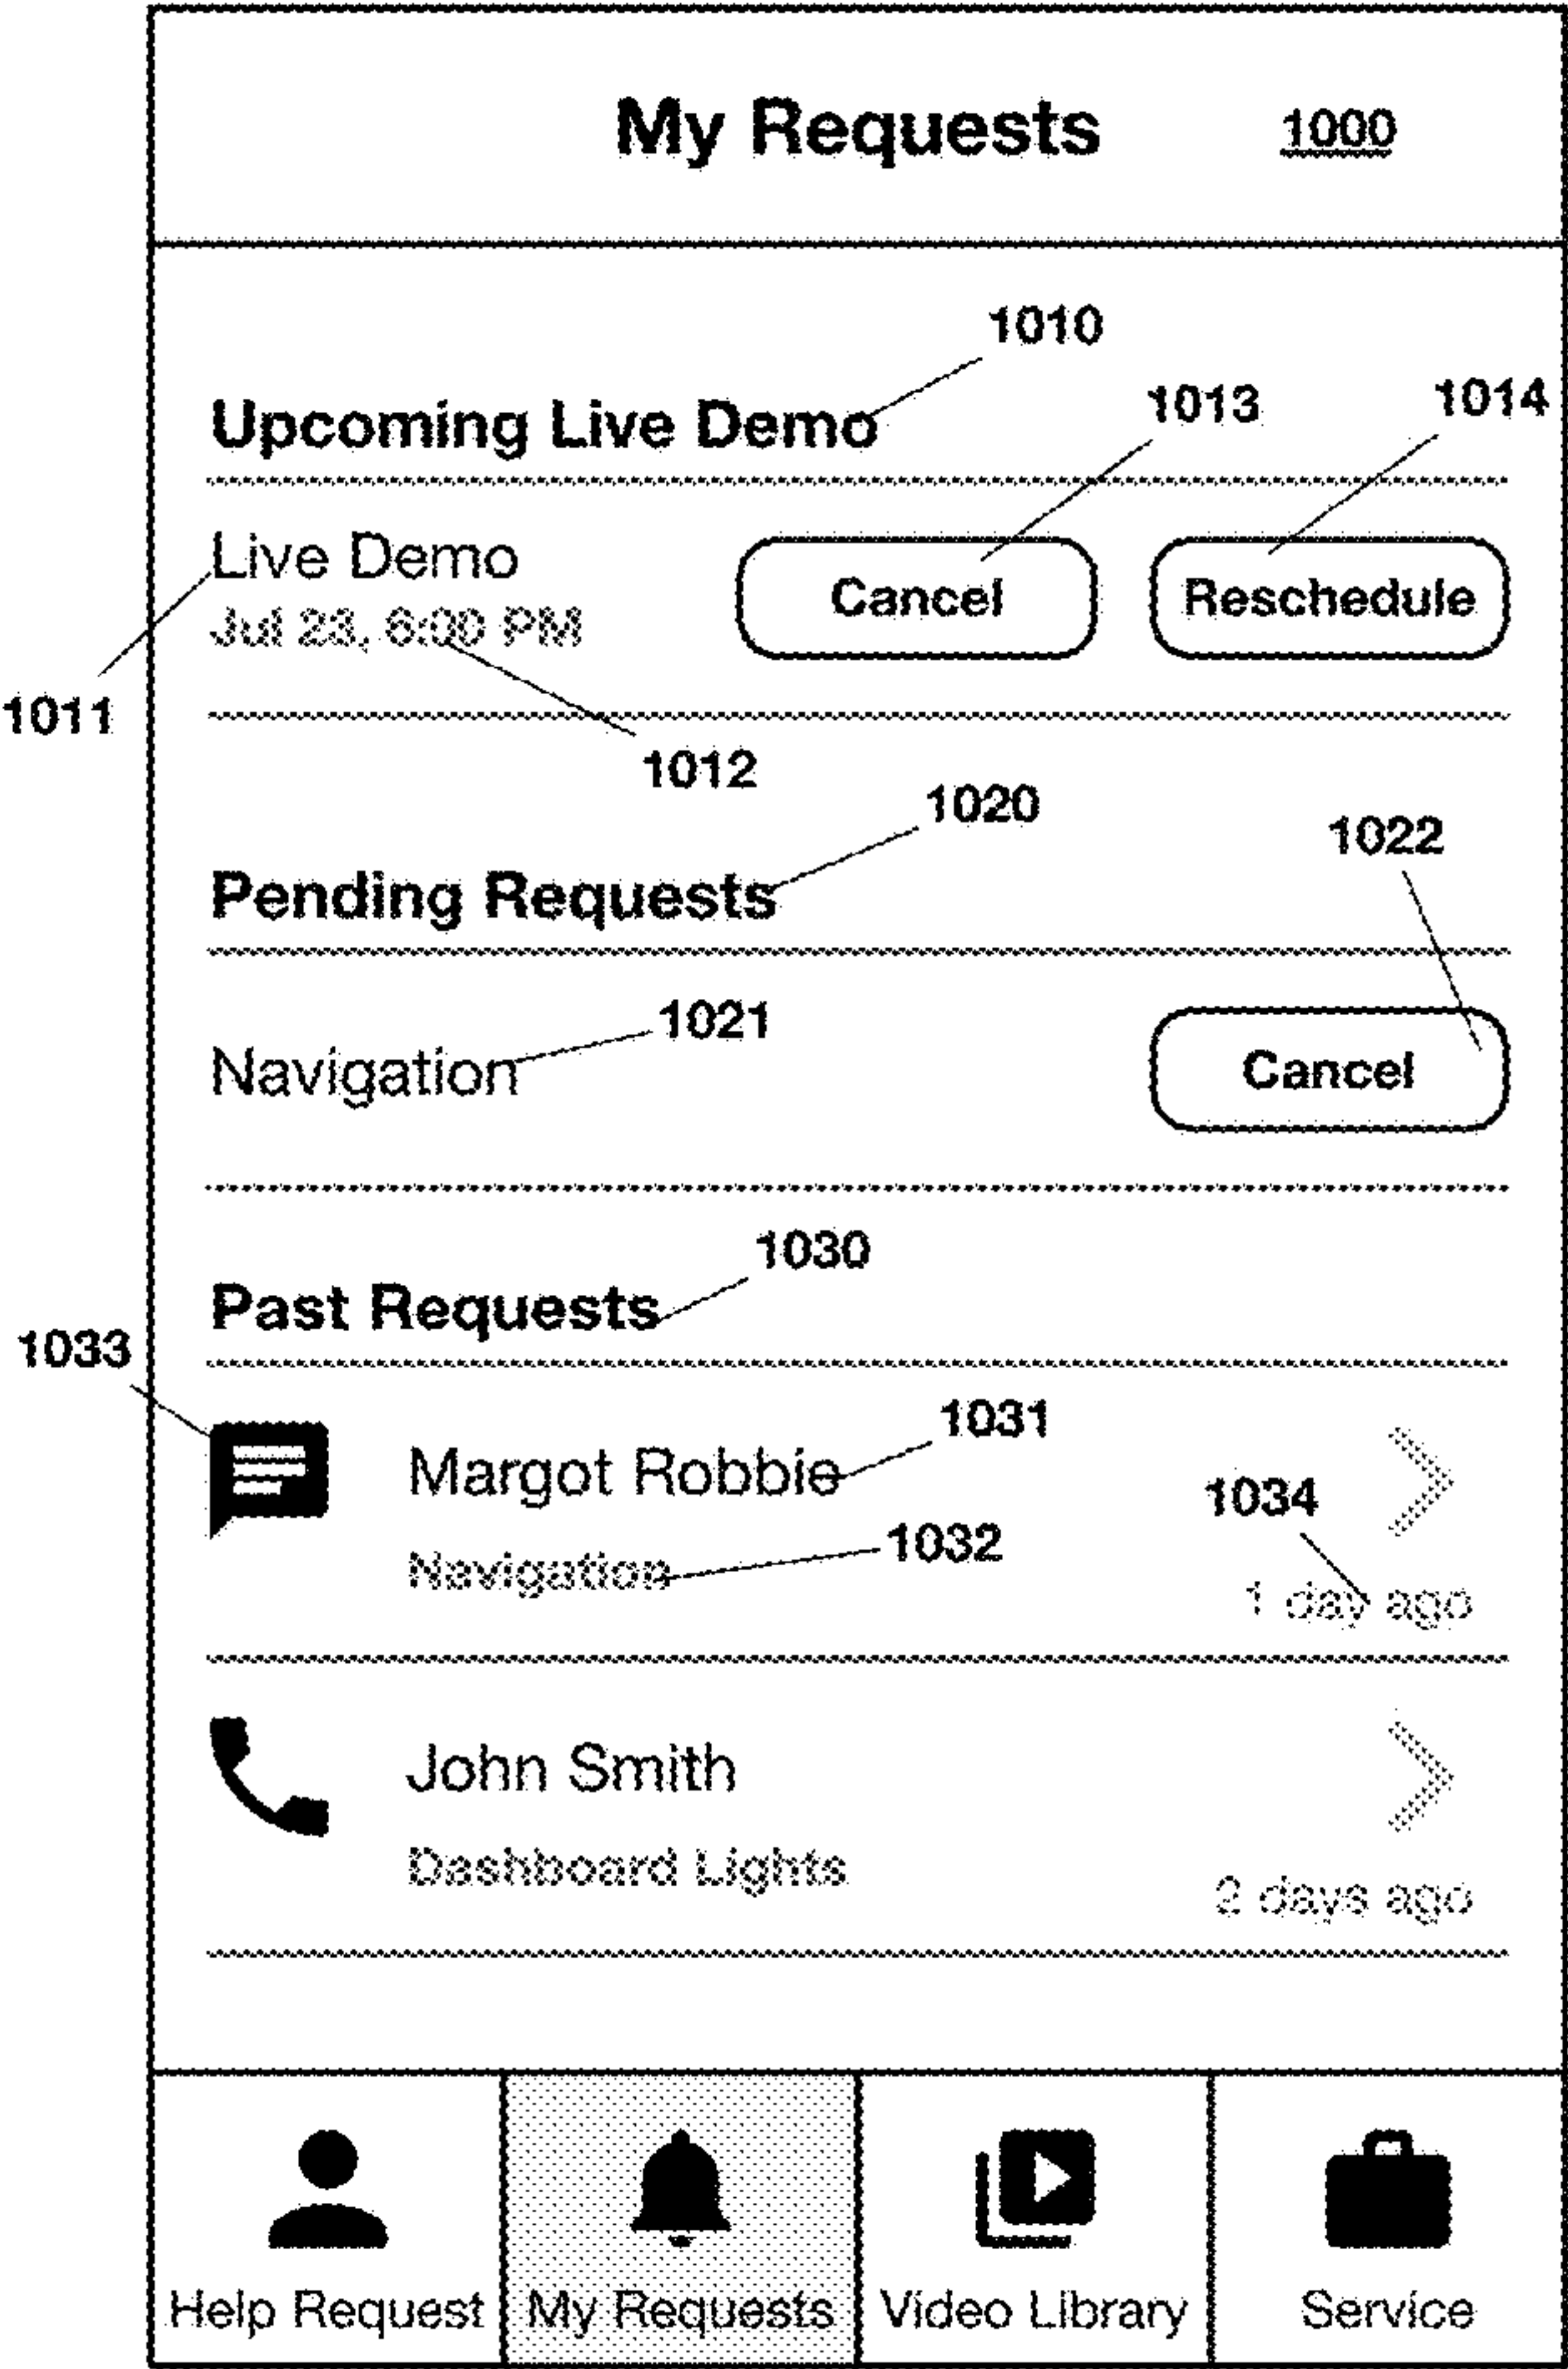 My Requests 1000
1010
1013 1014
Upcoming Live Demo
Live Demo
Cancel Reschedule
Jul 23, 6:00 PM
1011
1012
1020
1022
Pending Requests
1021
Navigation Cancel
1030
Past Requests
1033
1031
Margot Robbie
1034
1032
Navigation
1 day ago
John Smith
Dashboard Lights
2 days ago
Help Request My Requests Video Library Service